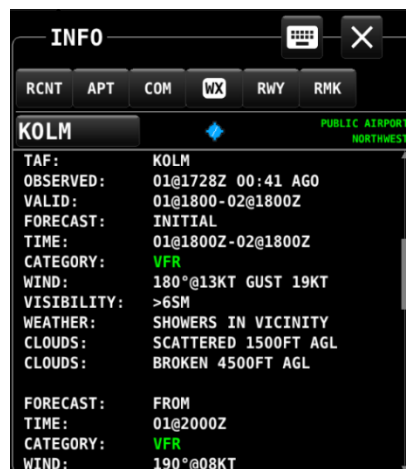 INFO
RCNT APT COM WX RWY RMK
KOLM
PUBLIC AIRPORT
NORTHWEST
TAF: KOLM
OBSERVED: 01@1728Z 00:41 AGO
VALID: 01@1800-02@1800Z
FORECAST: INITIAL
TIME: 01@1800Z-02@1800Z
CATEGORY: VFR
WIND: 180°@13KT GUST 19KT
VISIBILITY: >6SM
WEATHER: SHOWERS IN VICINITY
CLOUDS: SCATTERED 1500FT AGL
CLOUDS: BROKEN 4500FT AGL
FORECAST: FROM
TIME: 01@2000Z
CATEGORY: VFR
WIND: 190°@08KT